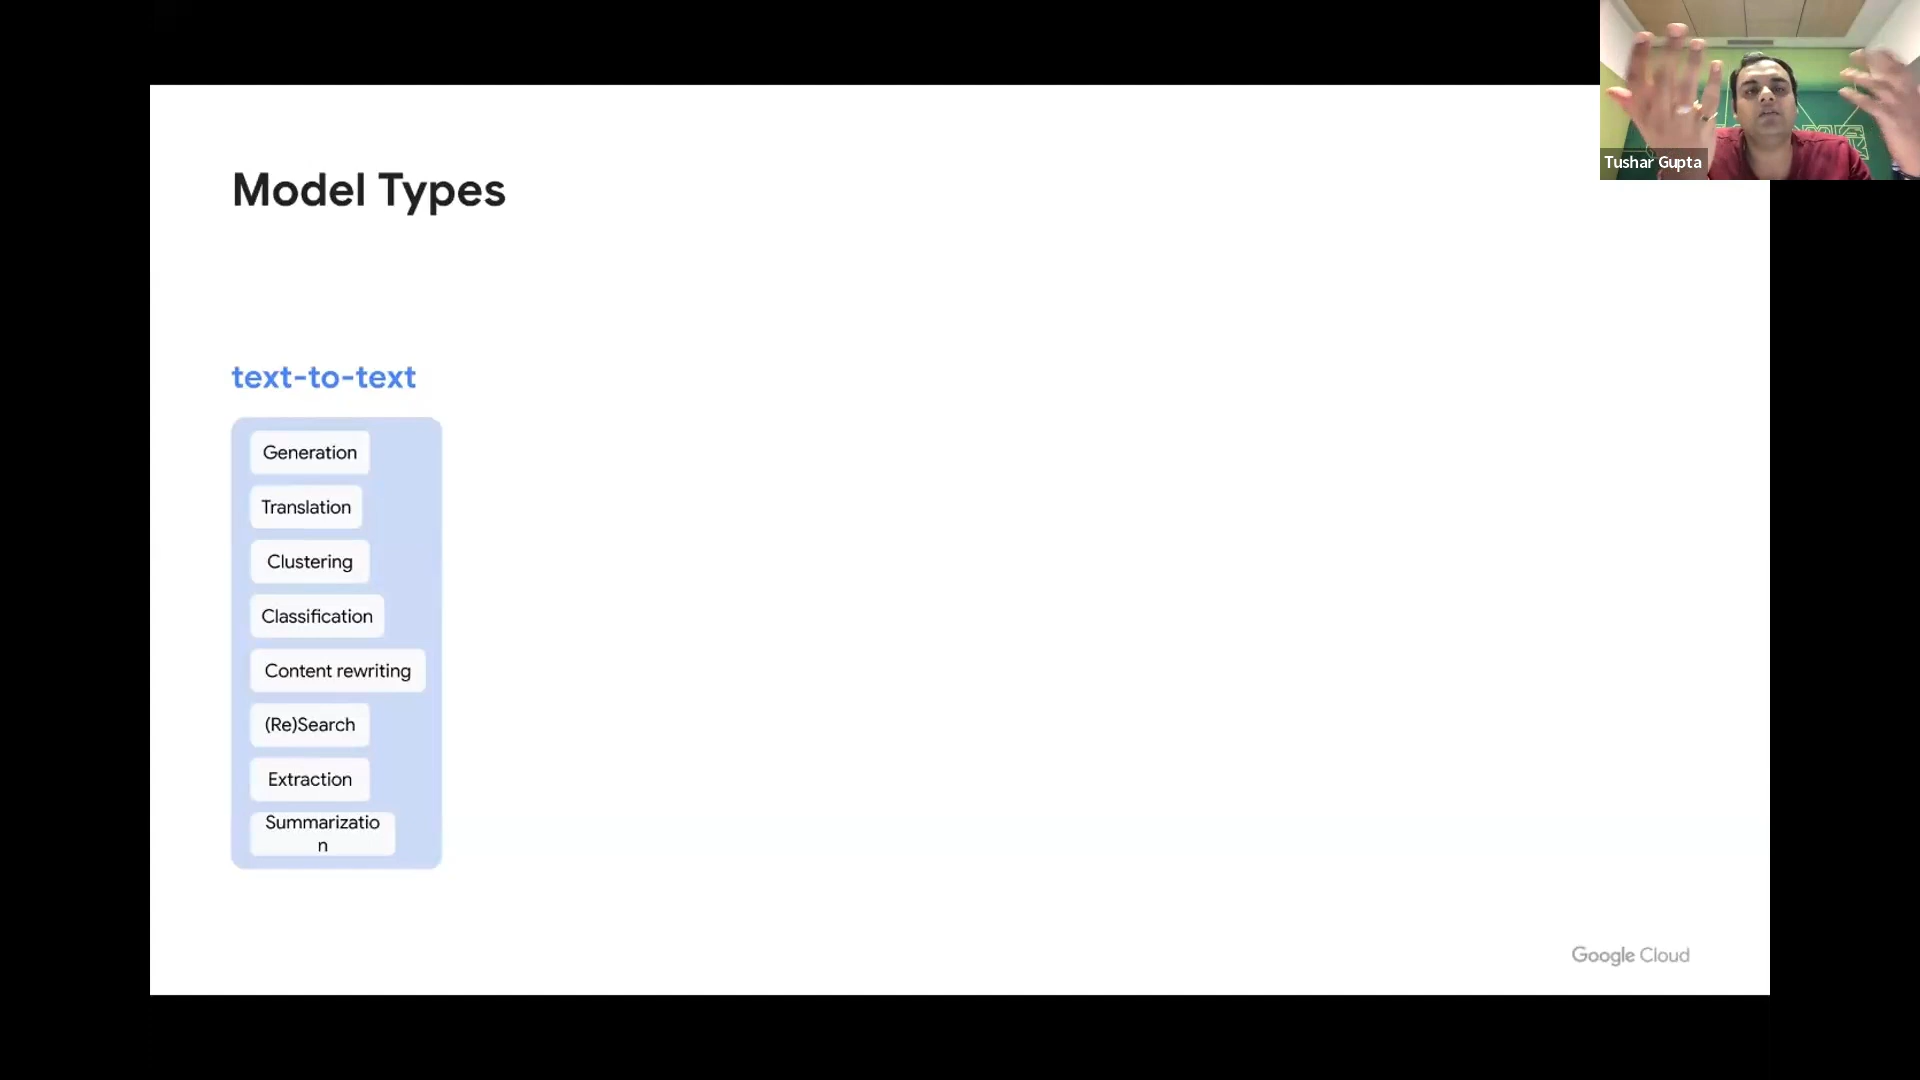 Tushar Gupta
Model Types
text-to-text
Generation
Translation
Clustering
Classification
Content rewriting
(Re)Search
Extraction
Summarizatio
n
Google Cloud